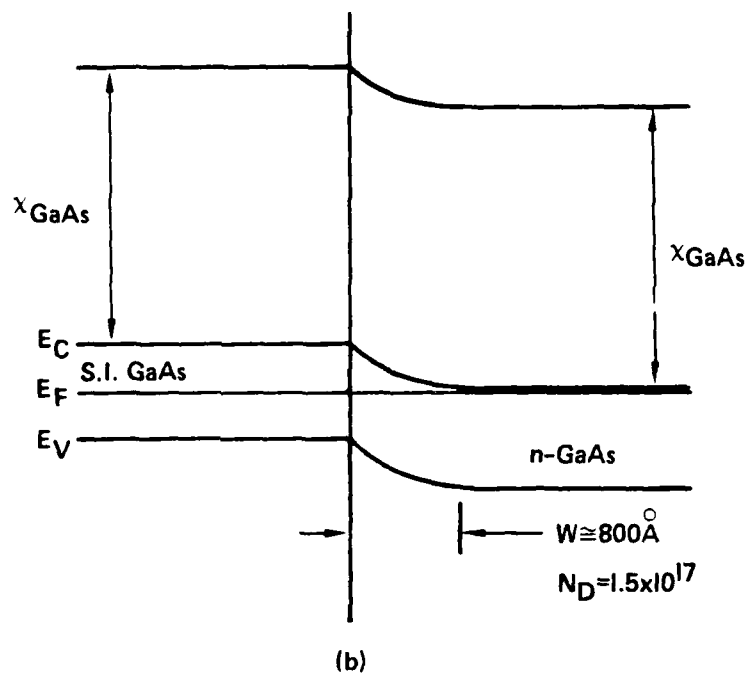 χGaAs
χGaAs
EC
S.I. GaAs
EF
EV
n-GaAs
W≅800Å
ND=1.5x10^17
(b)